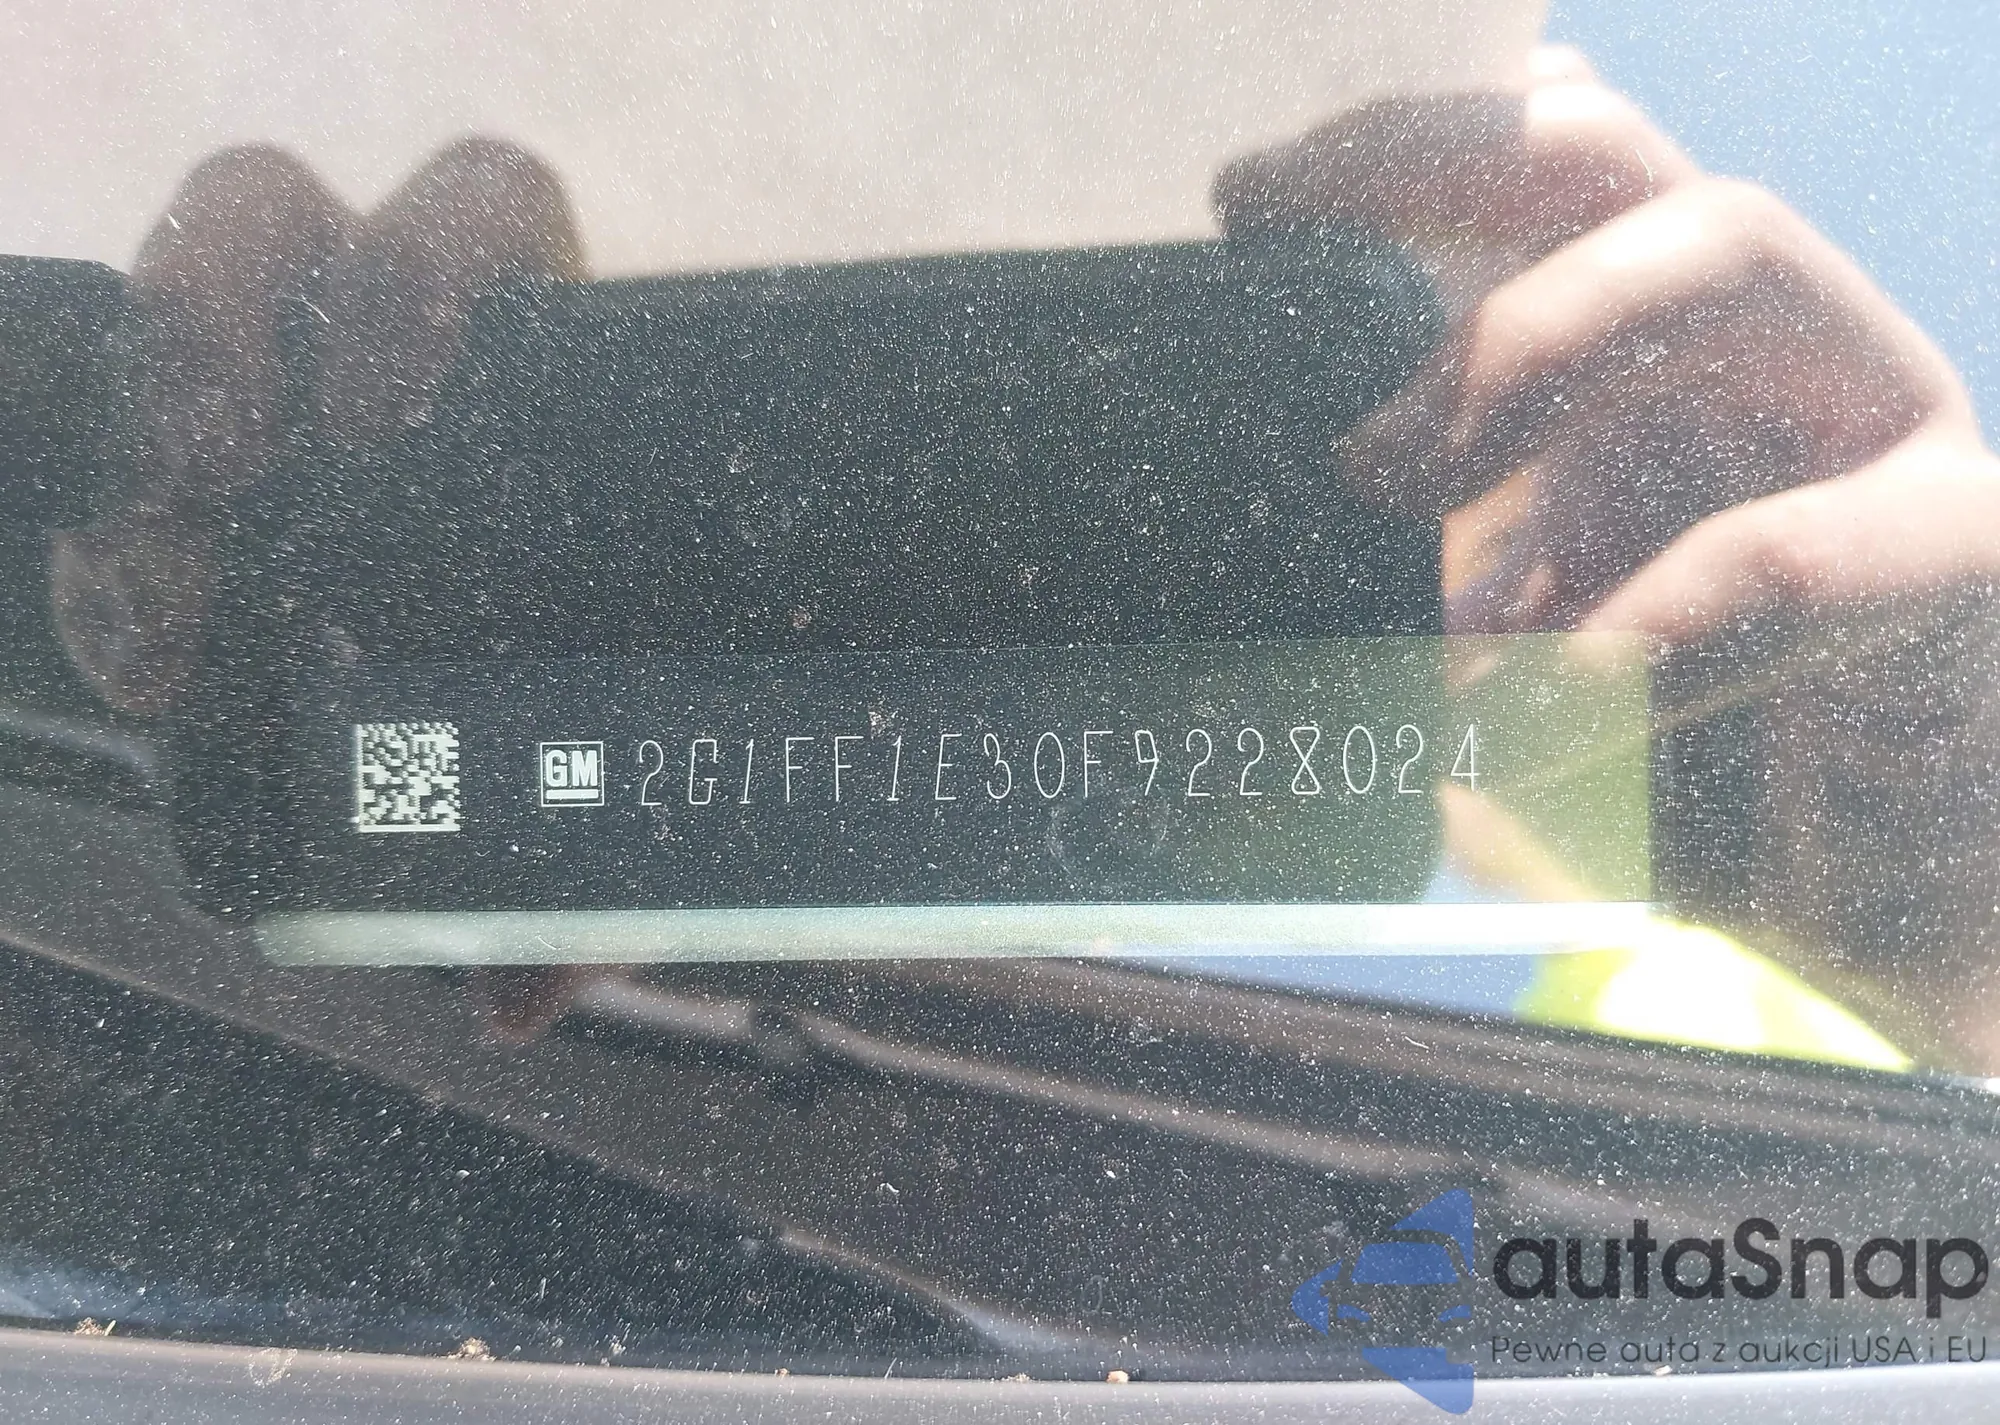 GM 2G1FF1E30F9228024
autaSnap
Pewne auta z aukcji USA i EU